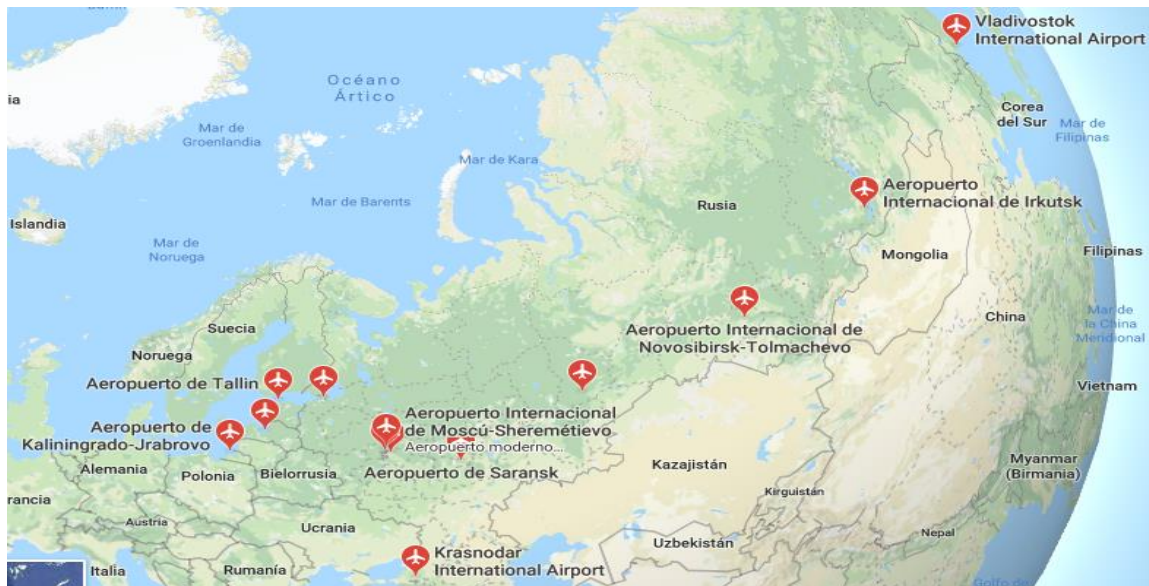 Vladivostok
International Airport
Océano
Ártico
ia
Mar de
Groenlandia
Corea
del Sur
Mar de
Filipinas
Mar de Kara
Mar de Barents
Rusia
Aeropuerto
Internacional de Irkutsk
Islandia
Mar de
Noruega
Mongolia
Filipinas
Suecia
Aeropuerto Internacional de
Novosibirsk-Tolmachevo
China
Mar de
la China
Meridional
Noruega
Aeropuerto de Tallin
Vietnam
Aeropuerto de
Kaliningrado-Jrabrovo
Aeropuerto Internacional
de Moscú-Sheremétievo
Aeropuerto moderno...
Aeropuerto de Saransk
Alemania
Polonia
Bielorrusia
Kazajistán
Myanmar
(Birmania)
rancia
Kirguistán
Austria
Ucrania
Uzbekistán
Nepal
Italia
Rumanía
Krasnodar
International Airport
Golfo de